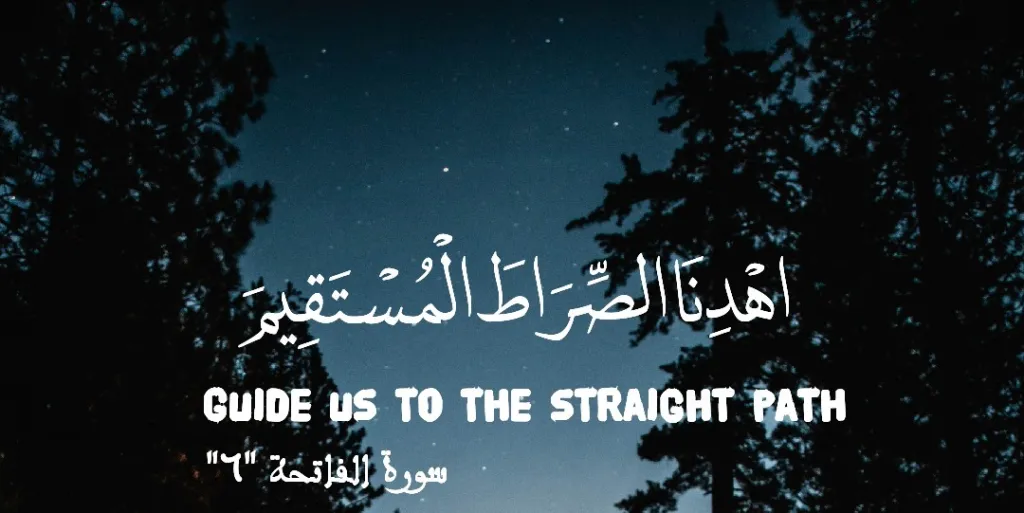 اهْدِنَا الصِّرَاطَ الْمُسْتَقِيمَ
GUIDE US TO THE STRAIGHT PATH
سورة الفاتحة "٦"